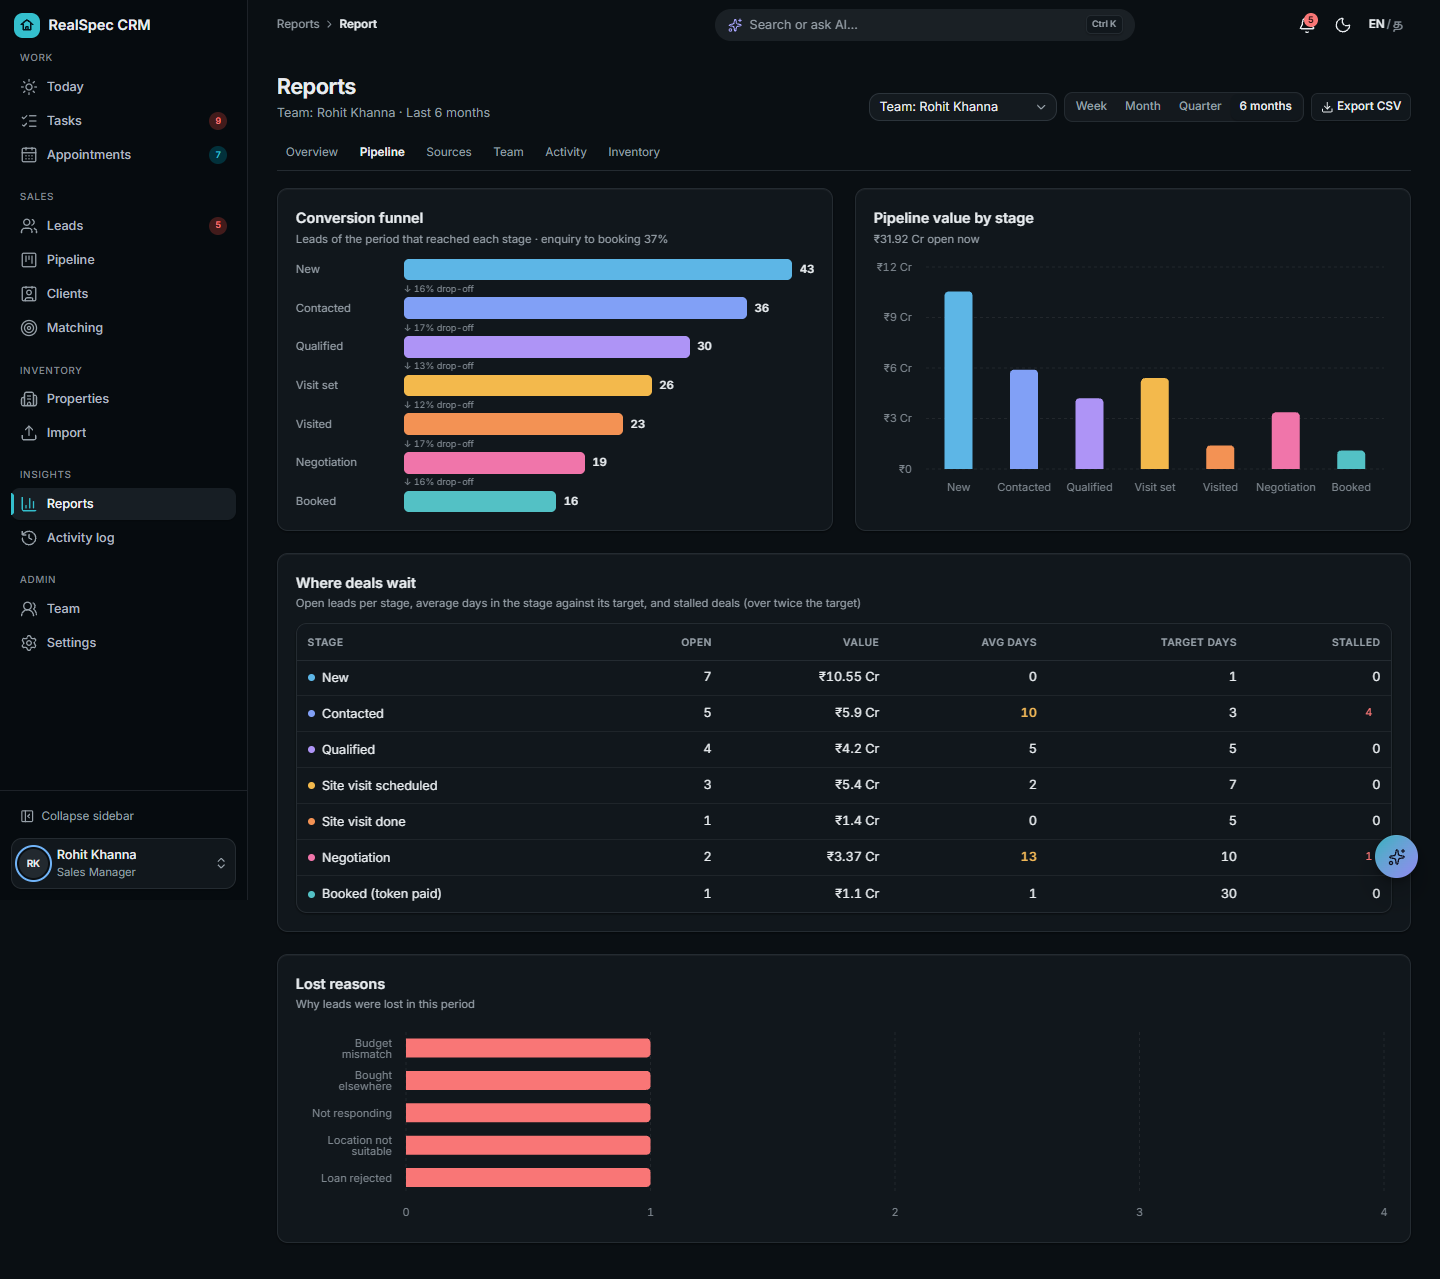 RealSpec CRM
WORK
Today
Tasks
9
Appointments
7
SALES
Leads
5
Pipeline
Clients
Matching
INVENTORY
Properties
Import
INSIGHTS
Reports
Activity log
ADMIN
Team
Settings
Collapse sidebar
RK
Rohit Khanna
Sales Manager
Reports > Report
Search or ask AI...
Ctrl K
5
EN / த
Reports
Team: Rohit Khanna · Last 6 months
Team: Rohit Khanna
Week
Month
Quarter
6 months
Export CSV
Overview
Pipeline
Sources
Team
Activity
Inventory
Conversion funnel
Leads of the period that reached each stage · enquiry to booking 37%
New
43
↓ 16% drop-off
Contacted
36
↓ 17% drop-off
Qualified
30
↓ 13% drop-off
Visit set
26
↓ 12% drop-off
Visited
23
↓ 17% drop-off
Negotiation
19
↓ 16% drop-off
Booked
16
Pipeline value by stage
₹31.92 Cr open now
₹12 Cr
₹9 Cr
₹6 Cr
₹3 Cr
₹0
New
Contacted
Qualified
Visit set
Visited
Negotiation
Booked
Where deals wait
Open leads per stage, average days in the stage against its target, and stalled deals (over twice the target)
STAGE OPEN VALUE AVG DAYS TARGET DAYS STALLED
New 7 ₹10.55 Cr 0 1 0
Contacted 5 ₹5.9 Cr 10 3 4
Qualified 4 ₹4.2 Cr 5 5 0
Site visit scheduled 3 ₹5.4 Cr 2 7 0
Site visit done 1 ₹1.4 Cr 0 5 0
Negotiation 2 ₹3.37 Cr 13 10 1
Booked (token paid) 1 ₹1.1 Cr 1 30 0
Lost reasons
Why leads were lost in this period
Budget
mismatch
Bought
elsewhere
Not responding
Location not
suitable
Loan rejected
0
1
2
3
4